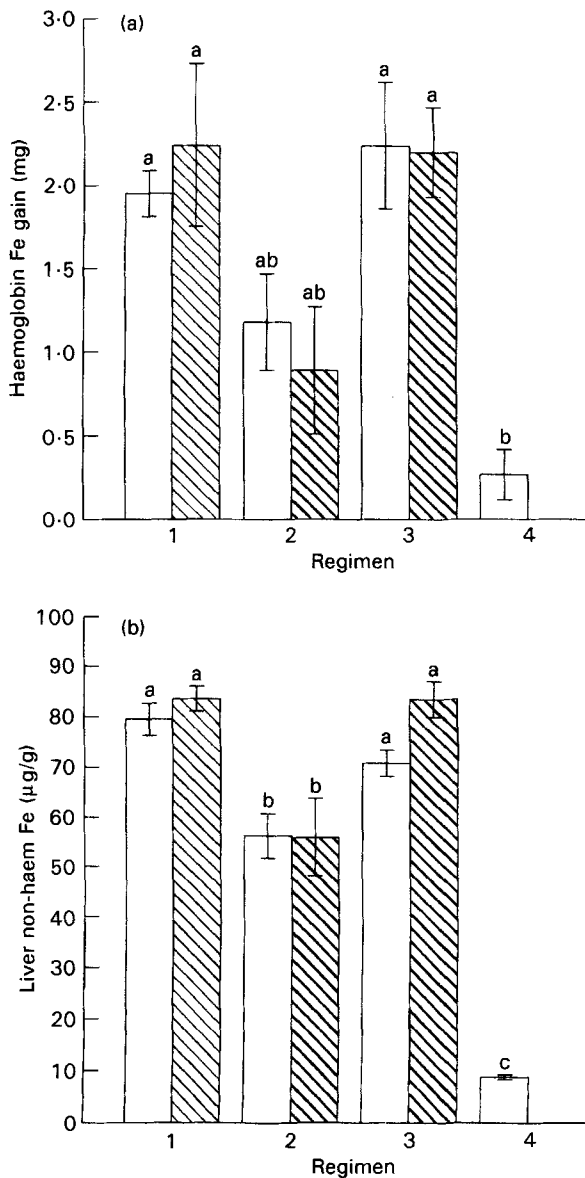 (a)
Haemoglobin Fe gain (mg)
3·0
2·5
2·0
1·5
1·0
0·5
0·0
a
a
ab
ab
a
a
b
1 2 3 4
Regimen
(b)
Liver non-haem Fe (µg/g)
100
90
80
70
60
50
40
30
20
10
0
a
a
b
b
a
a
c
1 2 3 4
Regimen